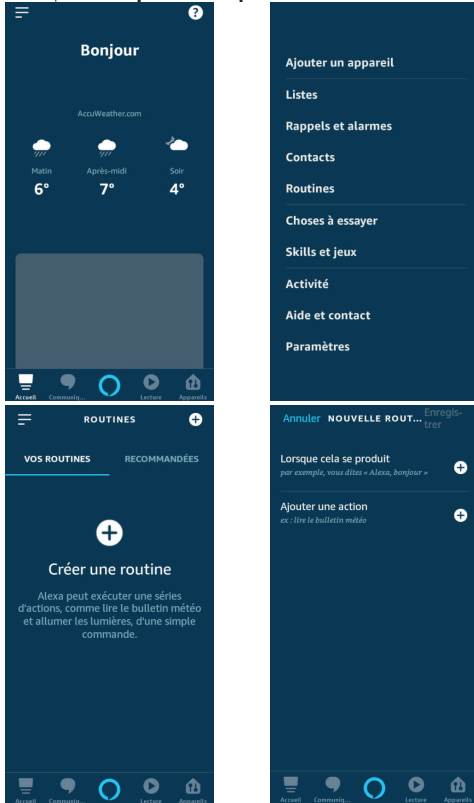 ?
Bonjour
AccuWeather.com
Matin Après-midi Soir
6° 7° 4°
Accueil Communiq... Lecture Appareils
Ajouter un appareil
Listes
Rappels et alarmes
Contacts
Routines
Choses à essayer
Skills et jeux
Activité
Aide et contact
Paramètres
ROUTINES
VOS ROUTINES RECOMMANDÉES
Créer une routine
Alexa peut exécuter une séries
d'actions, comme lire le bulletin météo
et allumer les lumières, d'une simple
commande.
Accueil Communiq... Lecture Appareils
Annuler NOUVELLE ROUT... Enregis-
trer
Lorsque cela se produit
par exemple, vous dites « Alexa, bonjour »
Ajouter une action
ex : lire le bulletin météo
Accueil Communiq... Lecture Appareils